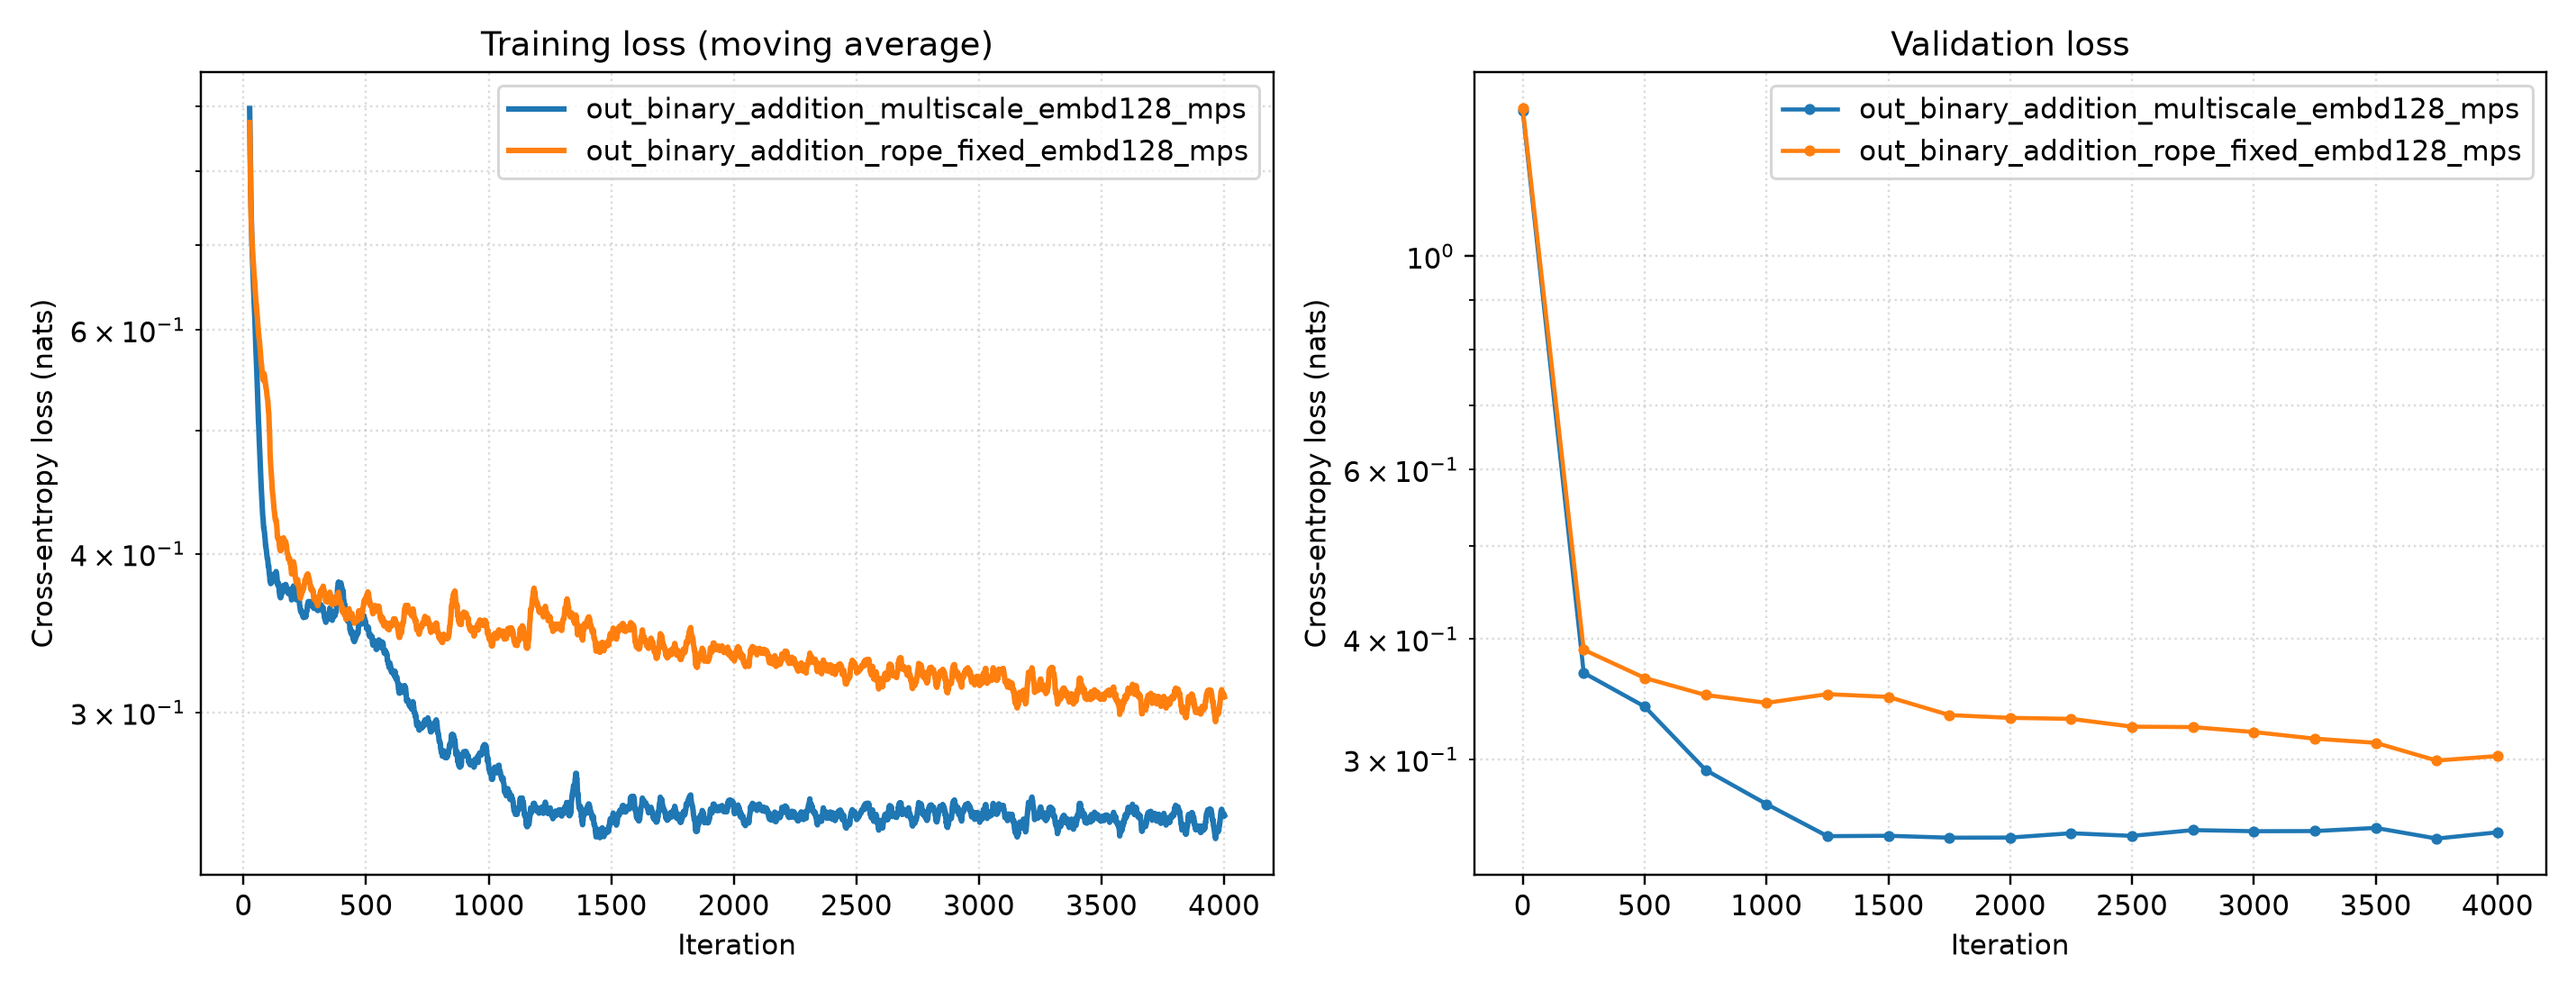 Training loss (moving average)
out_binary_addition_multiscale_embd128_mps
out_binary_addition_rope_fixed_embd128_mps
6 × 10⁻¹
4 × 10⁻¹
3 × 10⁻¹
Cross-entropy loss (nats)
0 500 1000 1500 2000 2500 3000 3500 4000
Iteration
Validation loss
out_binary_addition_multiscale_embd128_mps
out_binary_addition_rope_fixed_embd128_mps
10⁰
6 × 10⁻¹
4 × 10⁻¹
3 × 10⁻¹
Cross-entropy loss (nats)
0 500 1000 1500 2000 2500 3000 3500 4000
Iteration